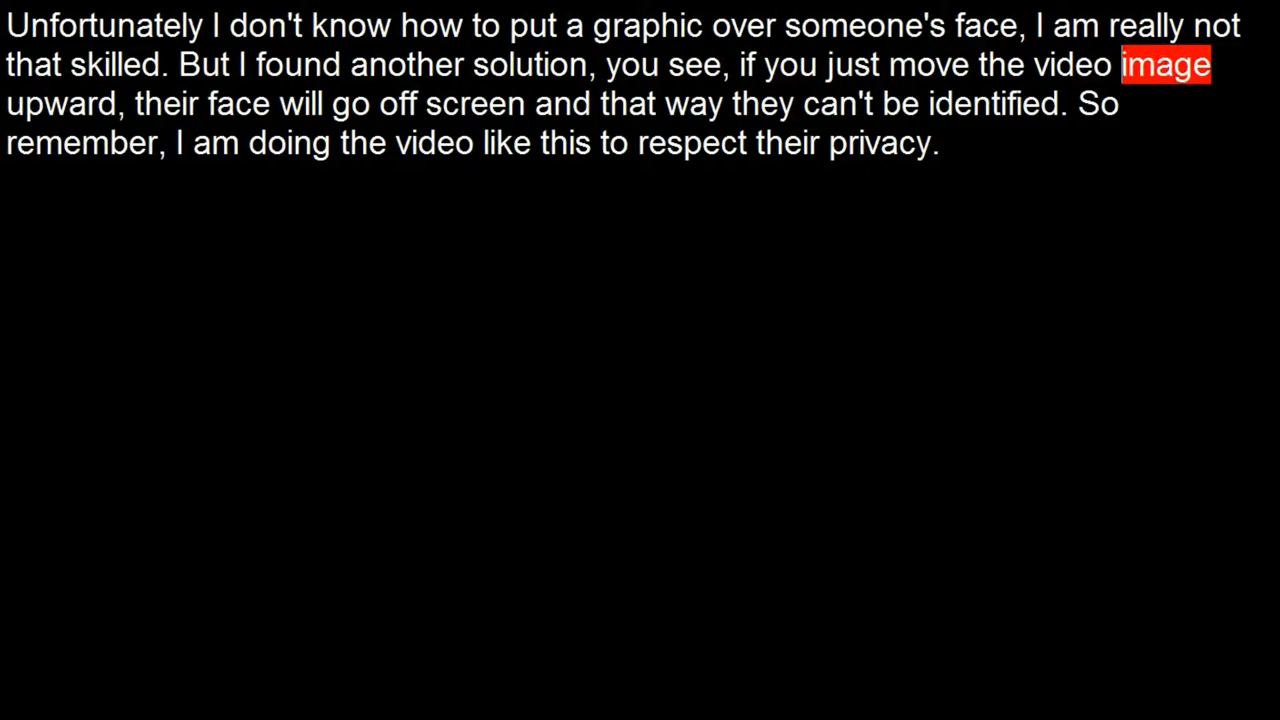 Unfortunately I don't know how to put a graphic over someone's face, I am really not
that skilled. But I found another solution, you see, if you just move the video image
upward, their face will go off screen and that way they can't be identified. So
remember, I am doing the video like this to respect their privacy.